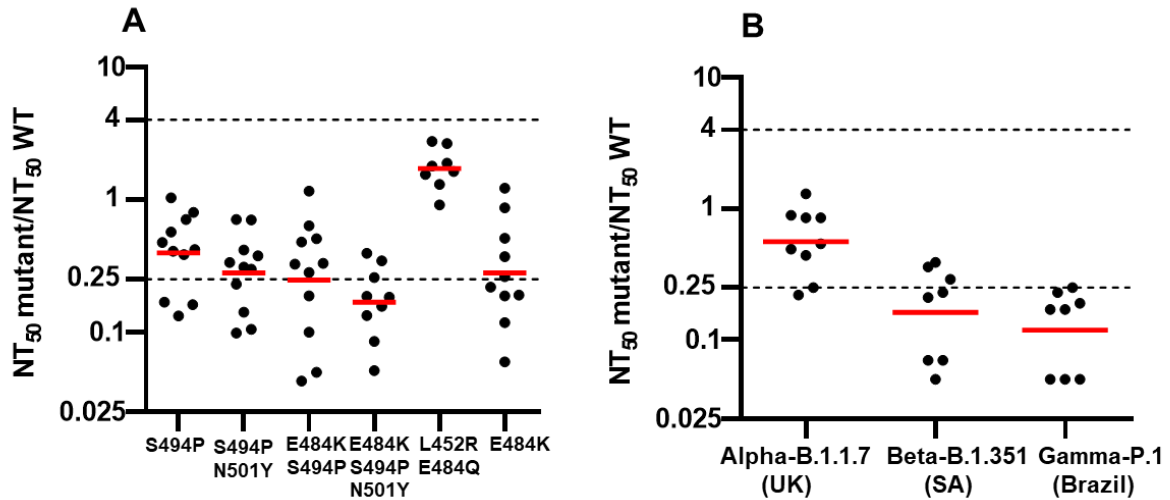 A
NT50 mutant/NT50 WT
10
4
1
0.25
0.1
0.025
S494P
S494P
N501Y
E484K
S494P
E484K
S494P
N501Y
L452R
E484Q
E484K
B
NT50 mutant/NT50 WT
10
4
1
0.25
0.1
0.025
Alpha-B.1.1.7
(UK)
Beta-B.1.351
(SA)
Gamma-P.1
(Brazil)